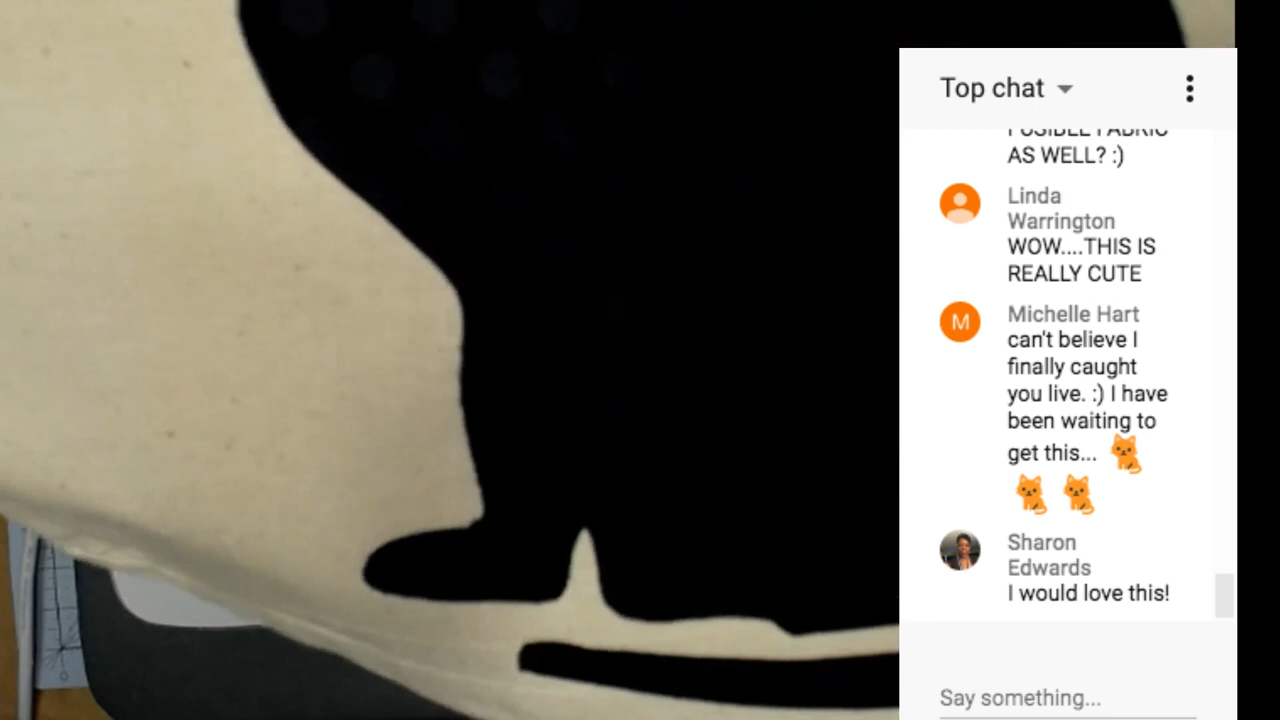 Top chat
AS WELL? :)
Linda
Warrington
WOW....THIS IS
REALLY CUTE
M
Michelle Hart
can't believe I
finally caught
you live. :) I have
been waiting to
get this...
Sharon
Edwards
I would love this!
Say something...